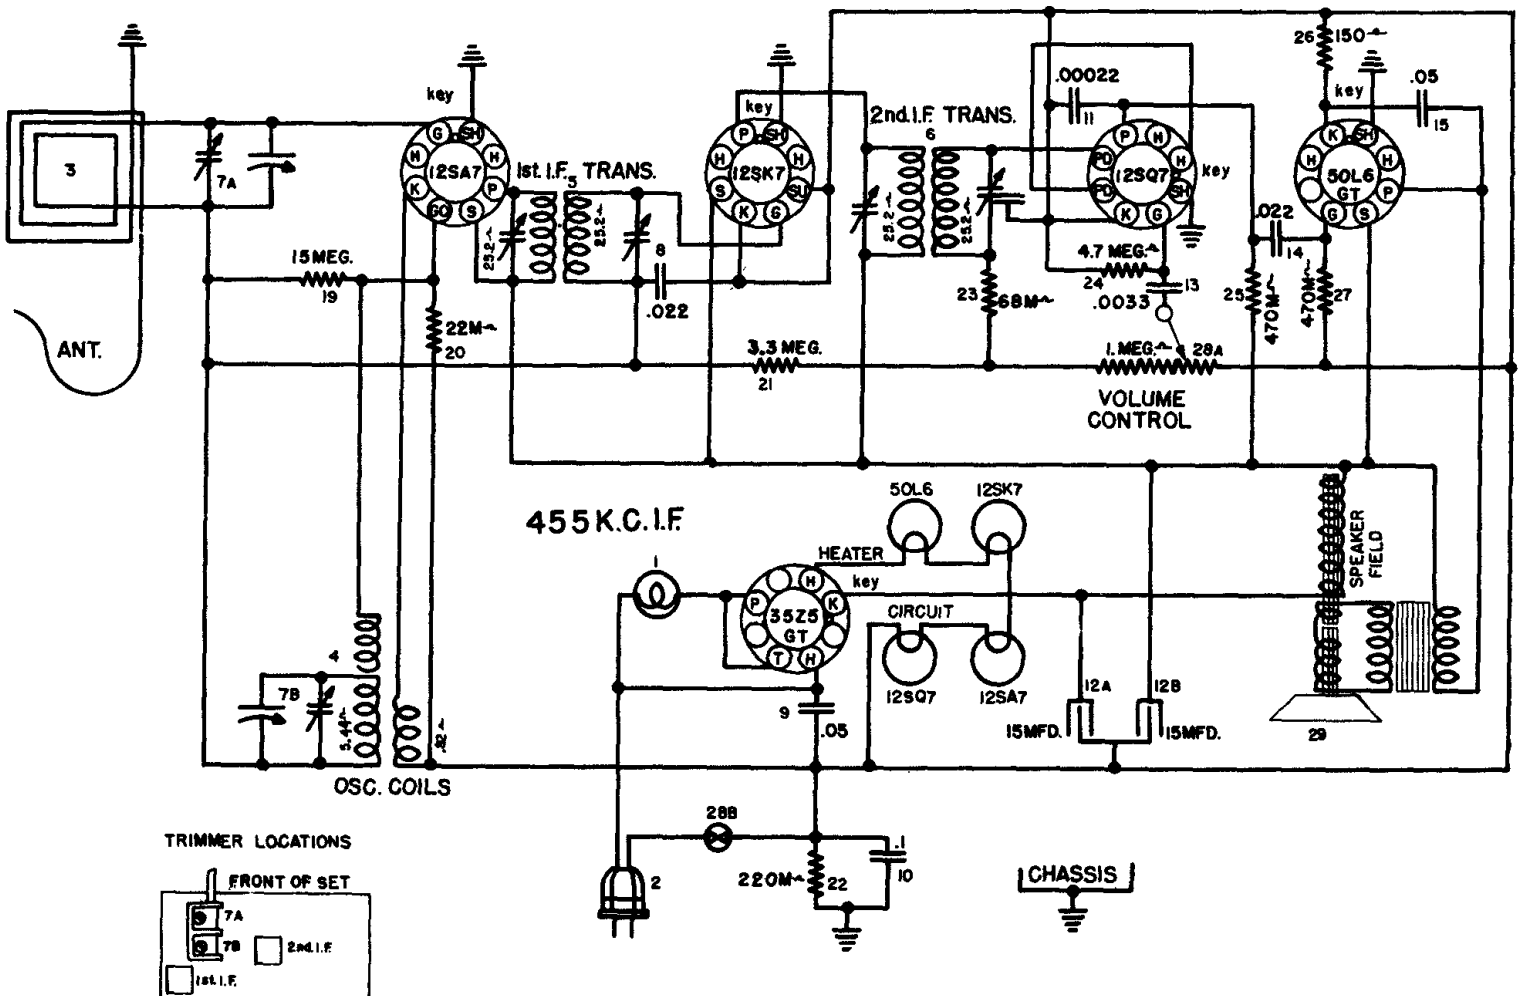 26
150~
.05
15
key
key
key
.00022
11
2nd. I.F. TRANS.
6
3
7A
G
SH
H
H
K
P
GO
S
12SA7
1st. I.F. TRANS.
5
25.2~
25.2~
P
SH
H
H
S
SU
K
G
12SK7
25.2~
25.2~
P
H
PD
H
PD
SH
K
G
12SQ7
key
K
SH
H
H
P
G
S
50L6
GT
.022
14
15 MEG.
19
8
.022
4.7 MEG.~
24
13
.0033
23
68M~
25
470M~
470M~
27
22M~
20
ANT.
3.3 MEG.
21
1. MEG.~
28A
VOLUME
CONTROL
455 K.C. I.F.
50L6
12SK7
HEATER
key
CIRCUIT
12SQ7
12SA7
1
H
P
K
T
H
35Z5
GT
SPEAKER
FIELD
4
7B
5.44~
.82~
OSC. COILS
9
.05
12A
12B
15MFD.
15MFD.
29
28B
2
220M~
22
.1
10
CHASSIS
TRIMMER LOCATIONS
FRONT OF SET
7A
7B
2nd. I.F.
1st. I.F.